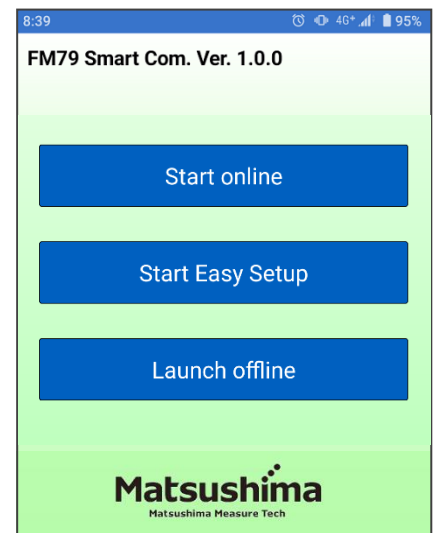 8:39 4G+ 95%
FM79 Smart Com. Ver. 1.0.0
Start online
Start Easy Setup
Launch offline
Matsushima
Matsushima Measure Tech